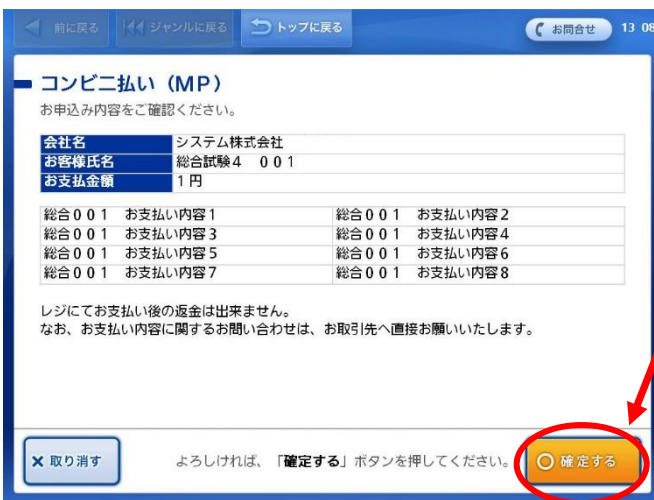 前に戻る ジャンルに戻る トップに戻る お問合せ 13 08
コンビニ払い（MP）
お申込み内容をご確認ください。
会社名 システム株式会社
お客様氏名 総合試験4 001
お支払金額 1円
総合001 お支払い内容1 総合001 お支払い内容2
総合001 お支払い内容3 総合001 お支払い内容4
総合001 お支払い内容5 総合001 お支払い内容6
総合001 お支払い内容7 総合001 お支払い内容8
レジにてお支払い後の返金は出来ません。
なお、お支払い内容に関するお問い合わせは、お取引先へ直接お願いいたします。
× 取り消す よろしければ、「確定する」ボタンを押してください。 確定する